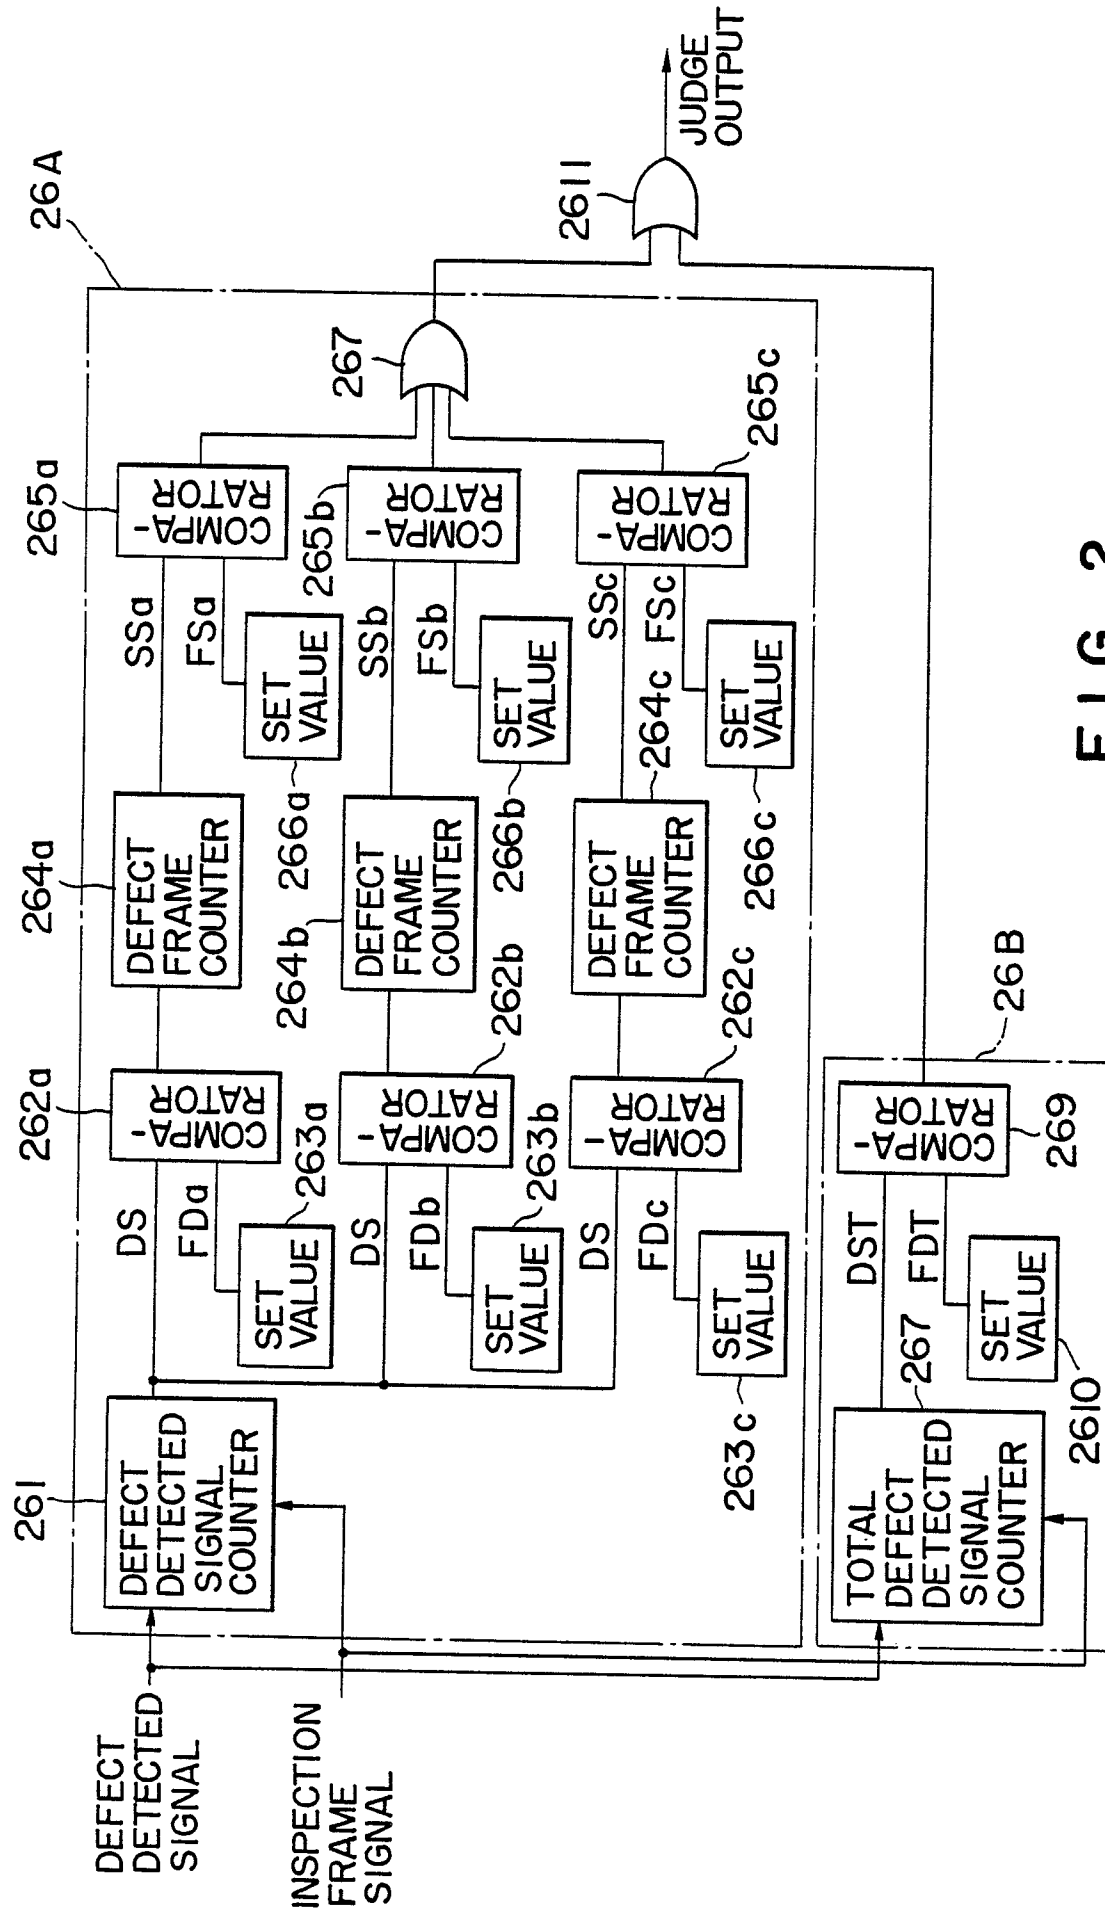 26A
261
DEFECT
DETECTED
SIGNAL
COUNTER
DEFECT
DETECTED
SIGNAL
INSPECTION
FRAME
SIGNAL
DS
FDa
262a
COMPA-
RATOR
SET
VALUE
263a
264a
DEFECT
FRAME
COUNTER
SSa
FSa
265a
COMPA-
RATOR
SET
VALUE
266a
DS
FDb
262b
COMPA-
RATOR
SET
VALUE
263b
264b
DEFECT
FRAME
COUNTER
SSb
FSb
265b
COMPA-
RATOR
SET
VALUE
266b
DS
FDc
262c
COMPA-
RATOR
SET
VALUE
263c
264c
DEFECT
FRAME
COUNTER
SSc
FSc
265c
COMPA-
RATOR
SET
VALUE
266c
267
2611
JUDGE
OUTPUT
26B
TOTAL
DEFECT
DETECTED
SIGNAL
COUNTER
267
DST
FDT
COMPA-
RATOR
269
SET
VALUE
2610
FIG. 2